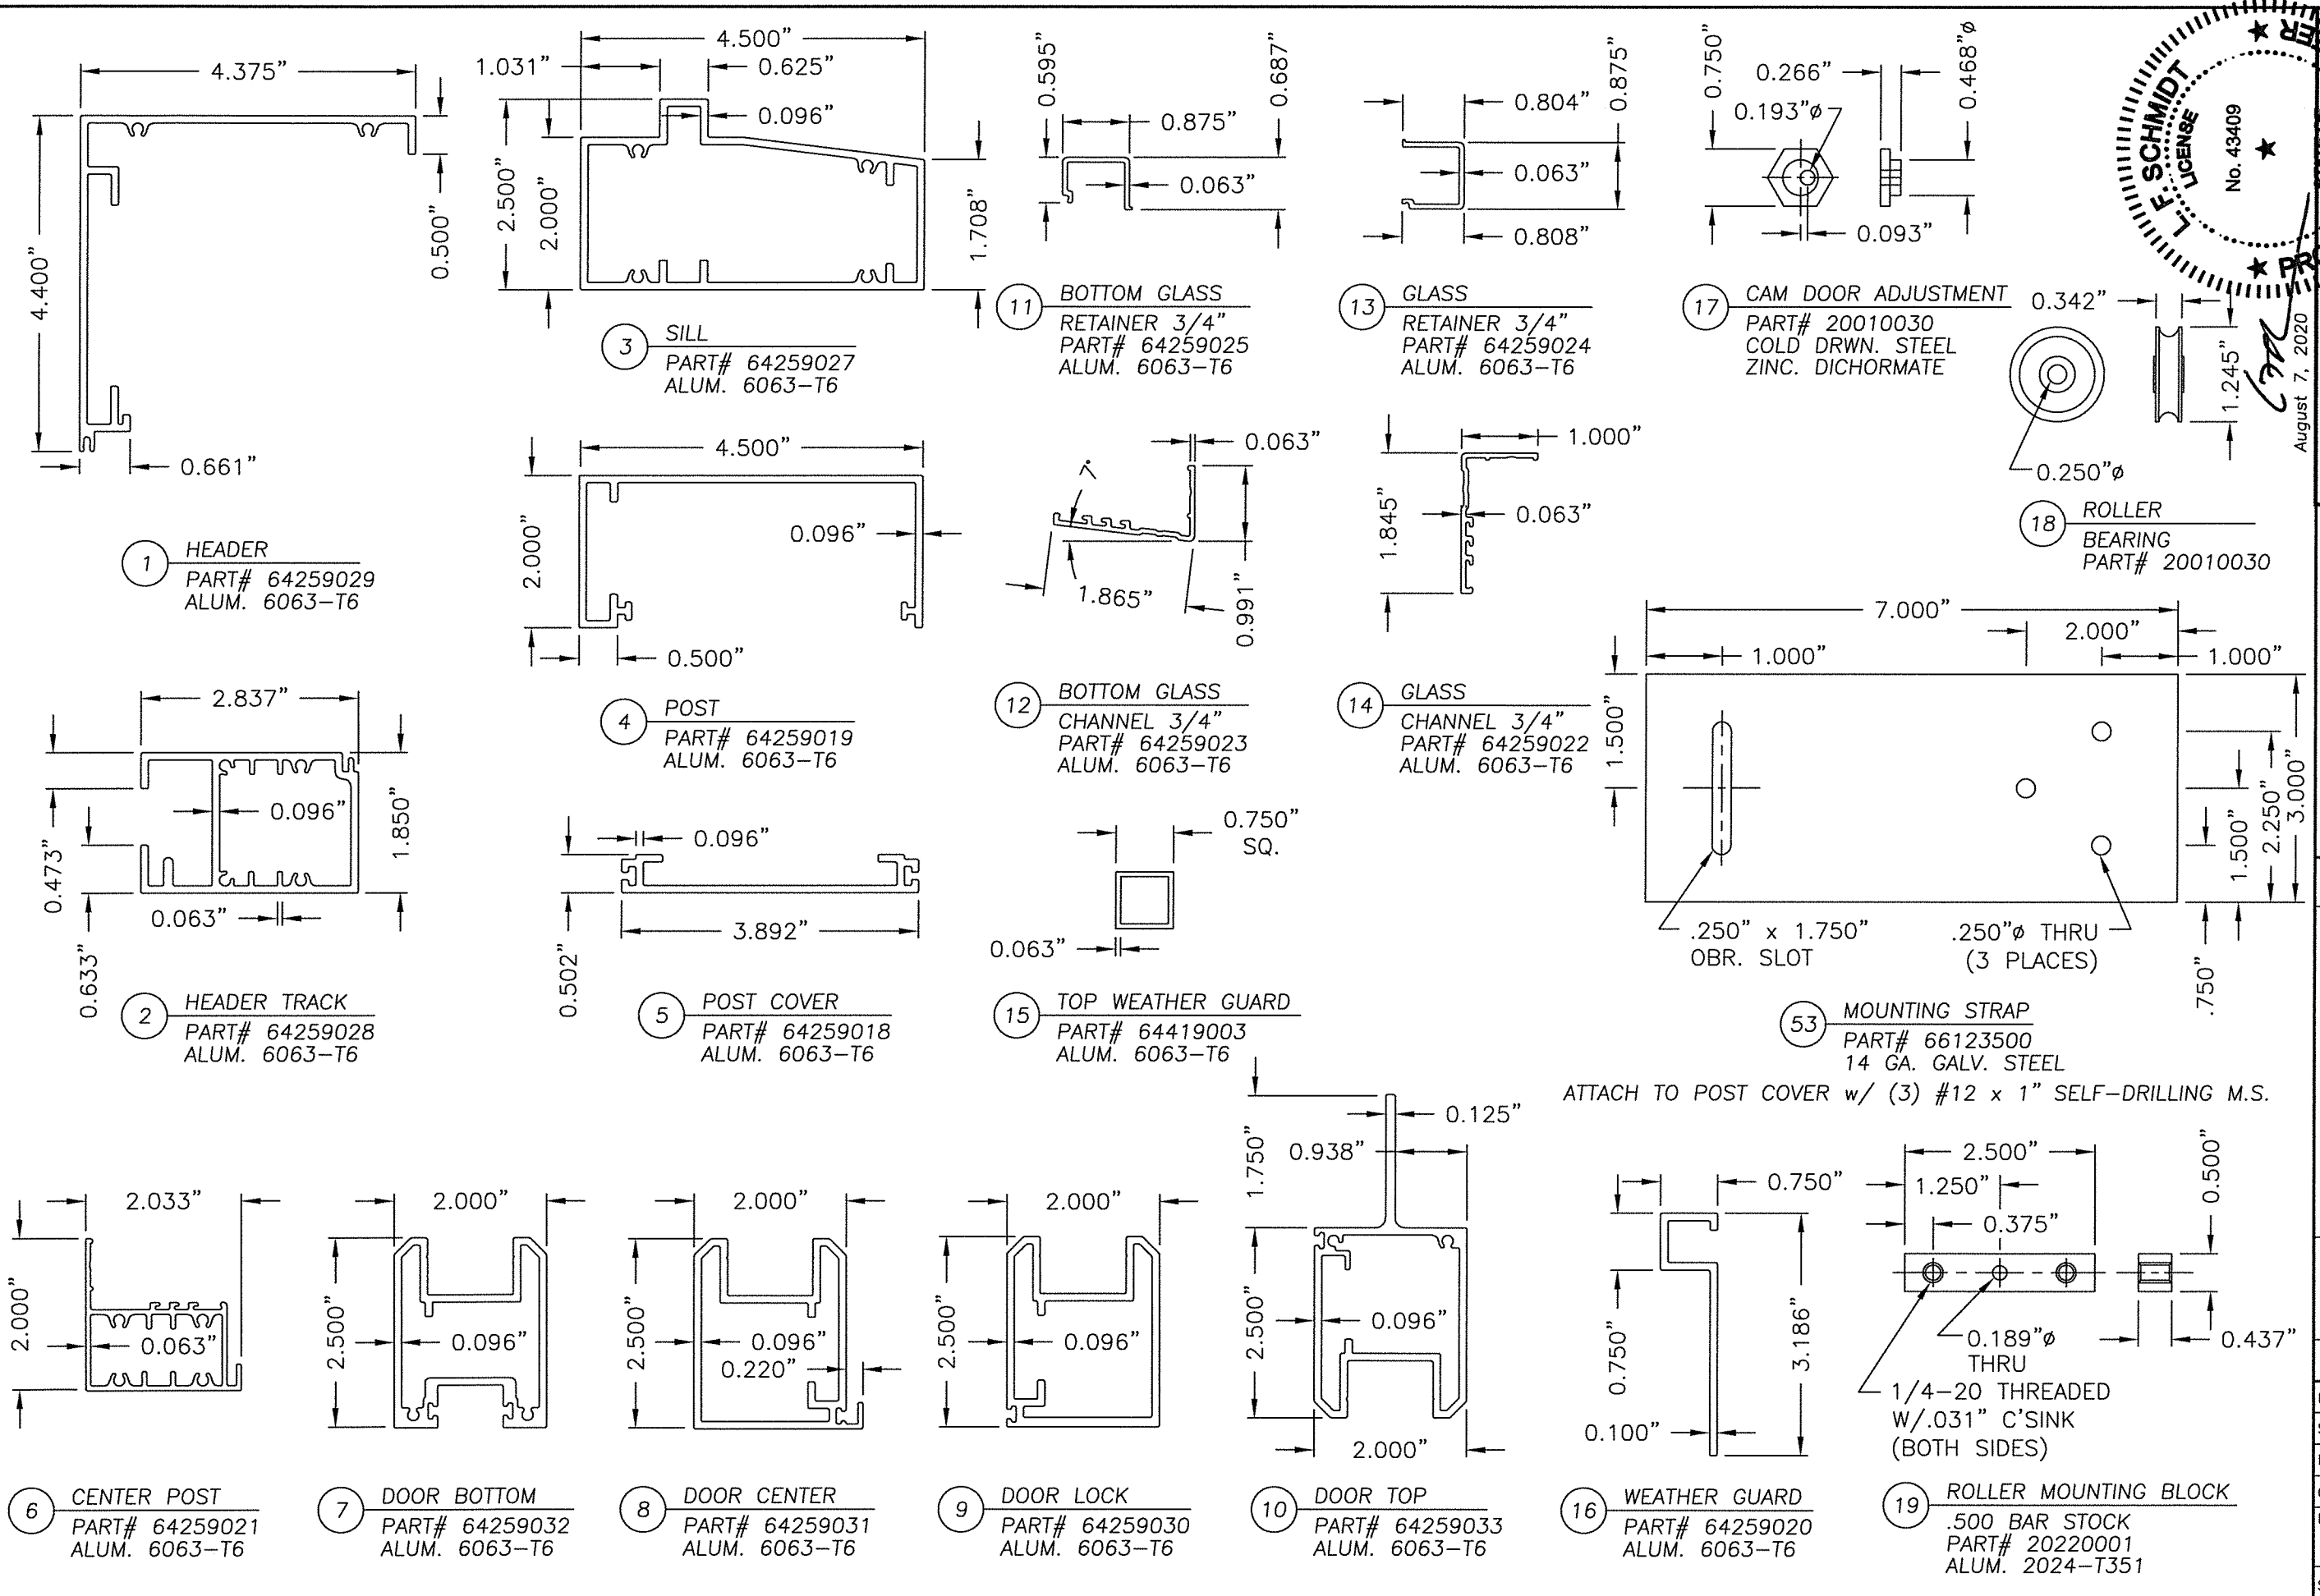 4.375"
0.500"
4.400"
0.661"
1
HEADER
PART# 64259029
ALUM. 6063-T6
4.500"
1.031"
0.625"
0.096"
2.500"
2.000"
1.708"
3
SILL
PART# 64259027
ALUM. 6063-T6
0.595"
0.687"
0.875"
0.063"
11
BOTTOM GLASS
RETAINER 3/4"
PART# 64259025
ALUM. 6063-T6
0.804"
0.875"
0.063"
0.808"
13
GLASS
RETAINER 3/4"
PART# 64259024
ALUM. 6063-T6
0.750"
0.266"
0.468"ø
0.193"ø
0.093"
17
CAM DOOR ADJUSTMENT
PART# 20010030
COLD DRWN. STEEL
ZINC. DICHORMATE
L. F. SCHMIDT
LICENSE
No. 43409
August 7, 2020
0.342"
1.245"
0.250"ø
18
ROLLER
BEARING
PART# 20010030
2.837"
0.473"
0.096"
1.850"
0.063"
0.633"
2
HEADER TRACK
PART# 64259028
ALUM. 6063-T6
4.500"
2.000"
0.096"
0.500"
4
POST
PART# 64259019
ALUM. 6063-T6
0.096"
0.502"
3.892"
5
POST COVER
PART# 64259018
ALUM. 6063-T6
0.063"
7°
1.865"
0.991"
12
BOTTOM GLASS
CHANNEL 3/4"
PART# 64259023
ALUM. 6063-T6
1.000"
1.845"
0.063"
14
GLASS
CHANNEL 3/4"
PART# 64259022
ALUM. 6063-T6
0.750"
SQ.
0.063"
15
TOP WEATHER GUARD
PART# 64419003
ALUM. 6063-T6
7.000"
2.000"
1.000"
1.000"
1.500"
1.500"
2.250"
3.000"
.750"
.250" x 1.750"
OBR. SLOT
.250"ø THRU
(3 PLACES)
53
MOUNTING STRAP
PART# 66123500
14 GA. GALV. STEEL
ATTACH TO POST COVER w/ (3) #12 x 1" SELF-DRILLING M.S.
2.033"
2.000"
0.063"
6
CENTER POST
PART# 64259021
ALUM. 6063-T6
2.000"
2.500"
0.096"
7
DOOR BOTTOM
PART# 64259032
ALUM. 6063-T6
2.000"
2.500"
0.096"
0.220"
8
DOOR CENTER
PART# 64259031
ALUM. 6063-T6
2.000"
2.500"
0.096"
9
DOOR LOCK
PART# 64259030
ALUM. 6063-T6
0.125"
1.750"
0.938"
2.500"
0.096"
2.000"
10
DOOR TOP
PART# 64259033
ALUM. 6063-T6
0.750"
0.750"
3.186"
0.100"
16
WEATHER GUARD
PART# 64259020
ALUM. 6063-T6
2.500"
1.250"
0.375"
0.500"
0.437"
0.189"ø
THRU
1/4-20 THREADED
W/.031" C'SINK
(BOTH SIDES)
19
ROLLER MOUNTING BLOCK
.500 BAR STOCK
PART# 20220001
ALUM. 2024-T351